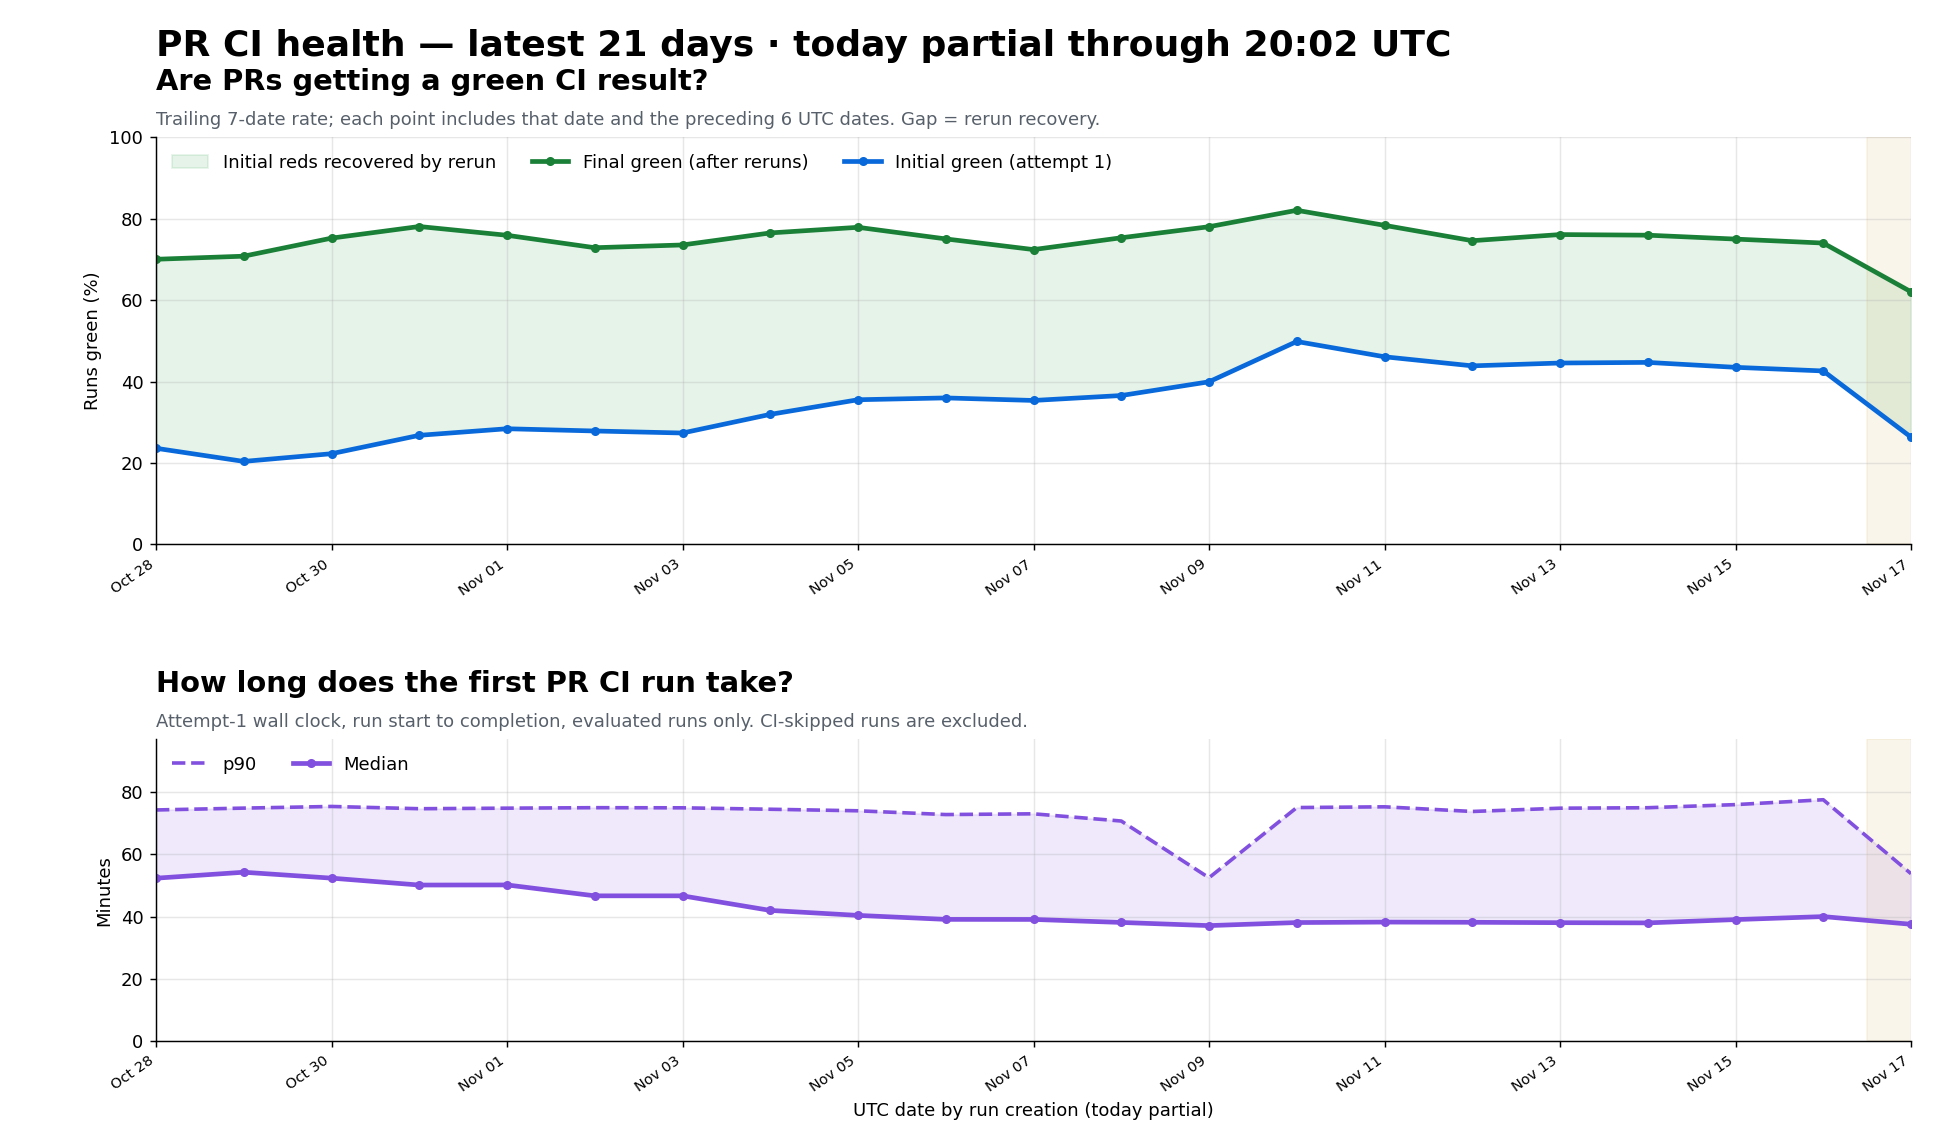 PR CI health — latest 21 days · today partial through 20:02 UTC
Are PRs getting a green CI result?
Trailing 7-date rate; each point includes that date and the preceding 6 UTC dates. Gap = rerun recovery.
Initial reds recovered by rerun
Final green (after reruns)
Initial green (attempt 1)
Runs green (%)
100
80
60
40
20
0
Oct 28
Oct 30
Nov 01
Nov 03
Nov 05
Nov 07
Nov 09
Nov 11
Nov 13
Nov 15
Nov 17
How long does the first PR CI run take?
Attempt-1 wall clock, run start to completion, evaluated runs only. CI-skipped runs are excluded.
p90
Median
Minutes
80
60
40
20
0
Oct 28
Oct 30
Nov 01
Nov 03
Nov 05
Nov 07
Nov 09
Nov 11
Nov 13
Nov 15
Nov 17
UTC date by run creation (today partial)